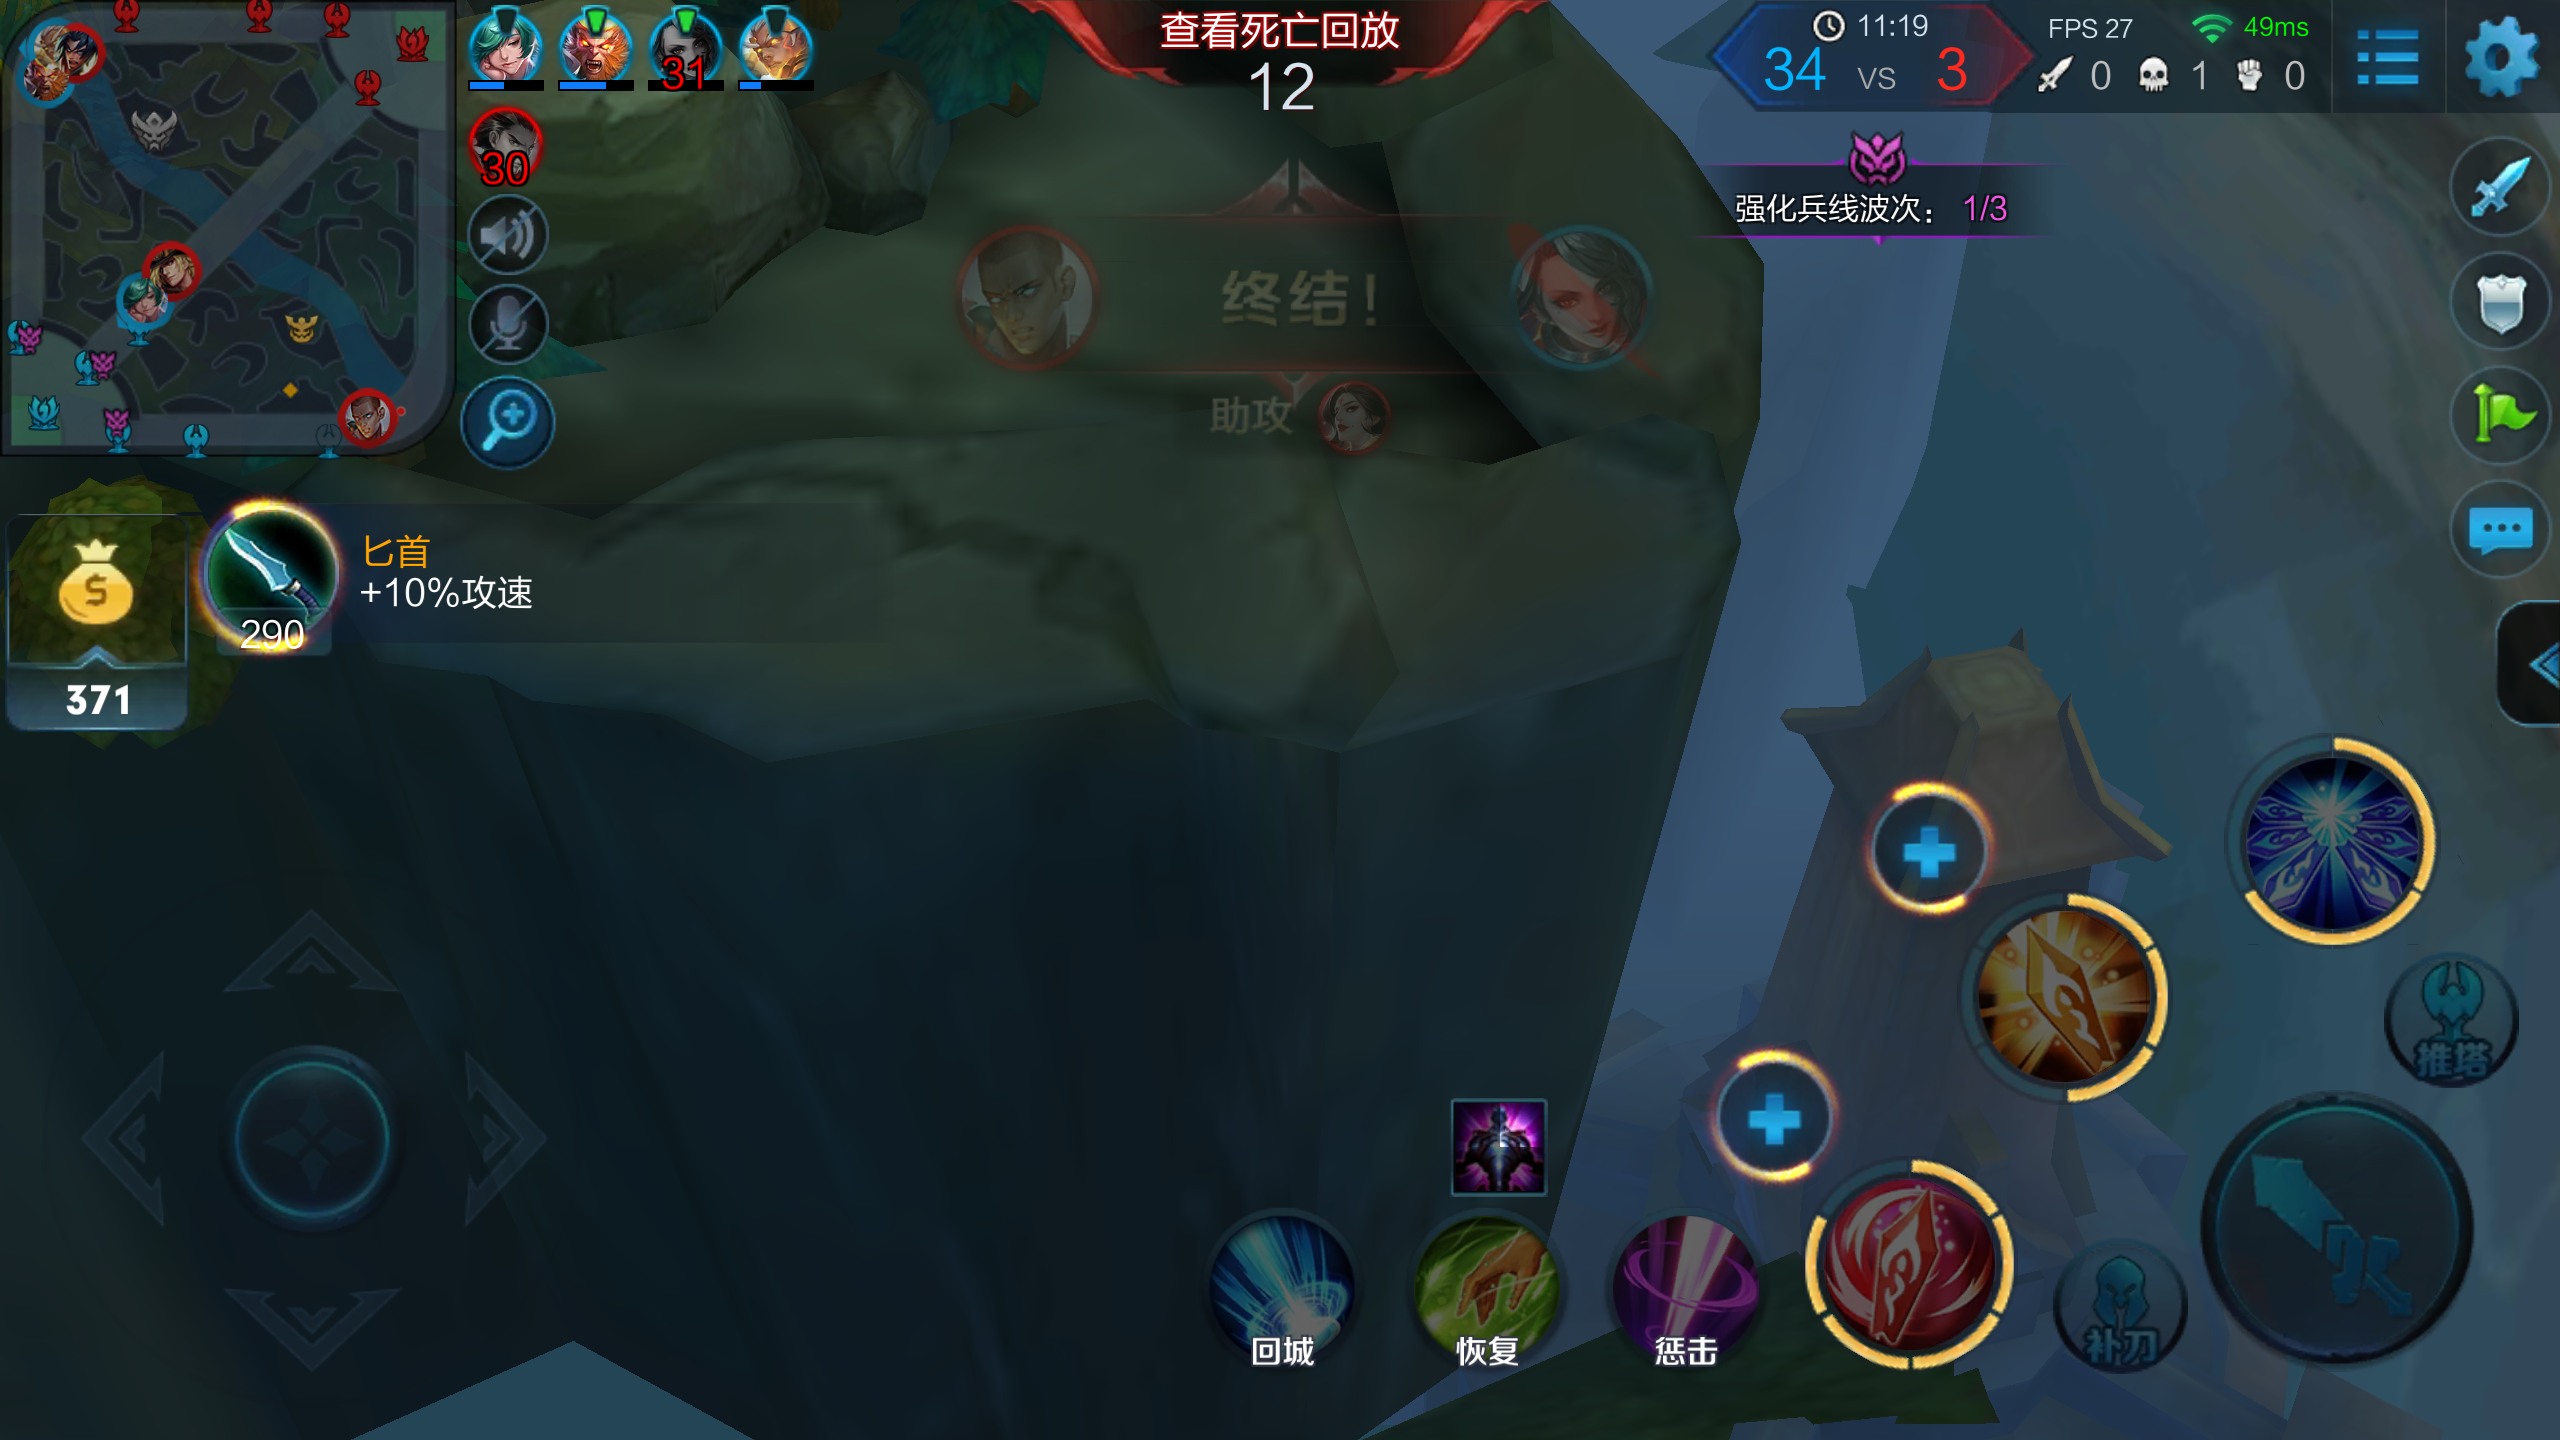 查看死亡回放
12
11:19
34 VS 3
FPS 27
49ms
0 1 0
31
30
强化兵线波次： 1/3
终结！
助攻
匕首
+10%攻速
290
371
推塔
回城
恢复
惩击
补刀